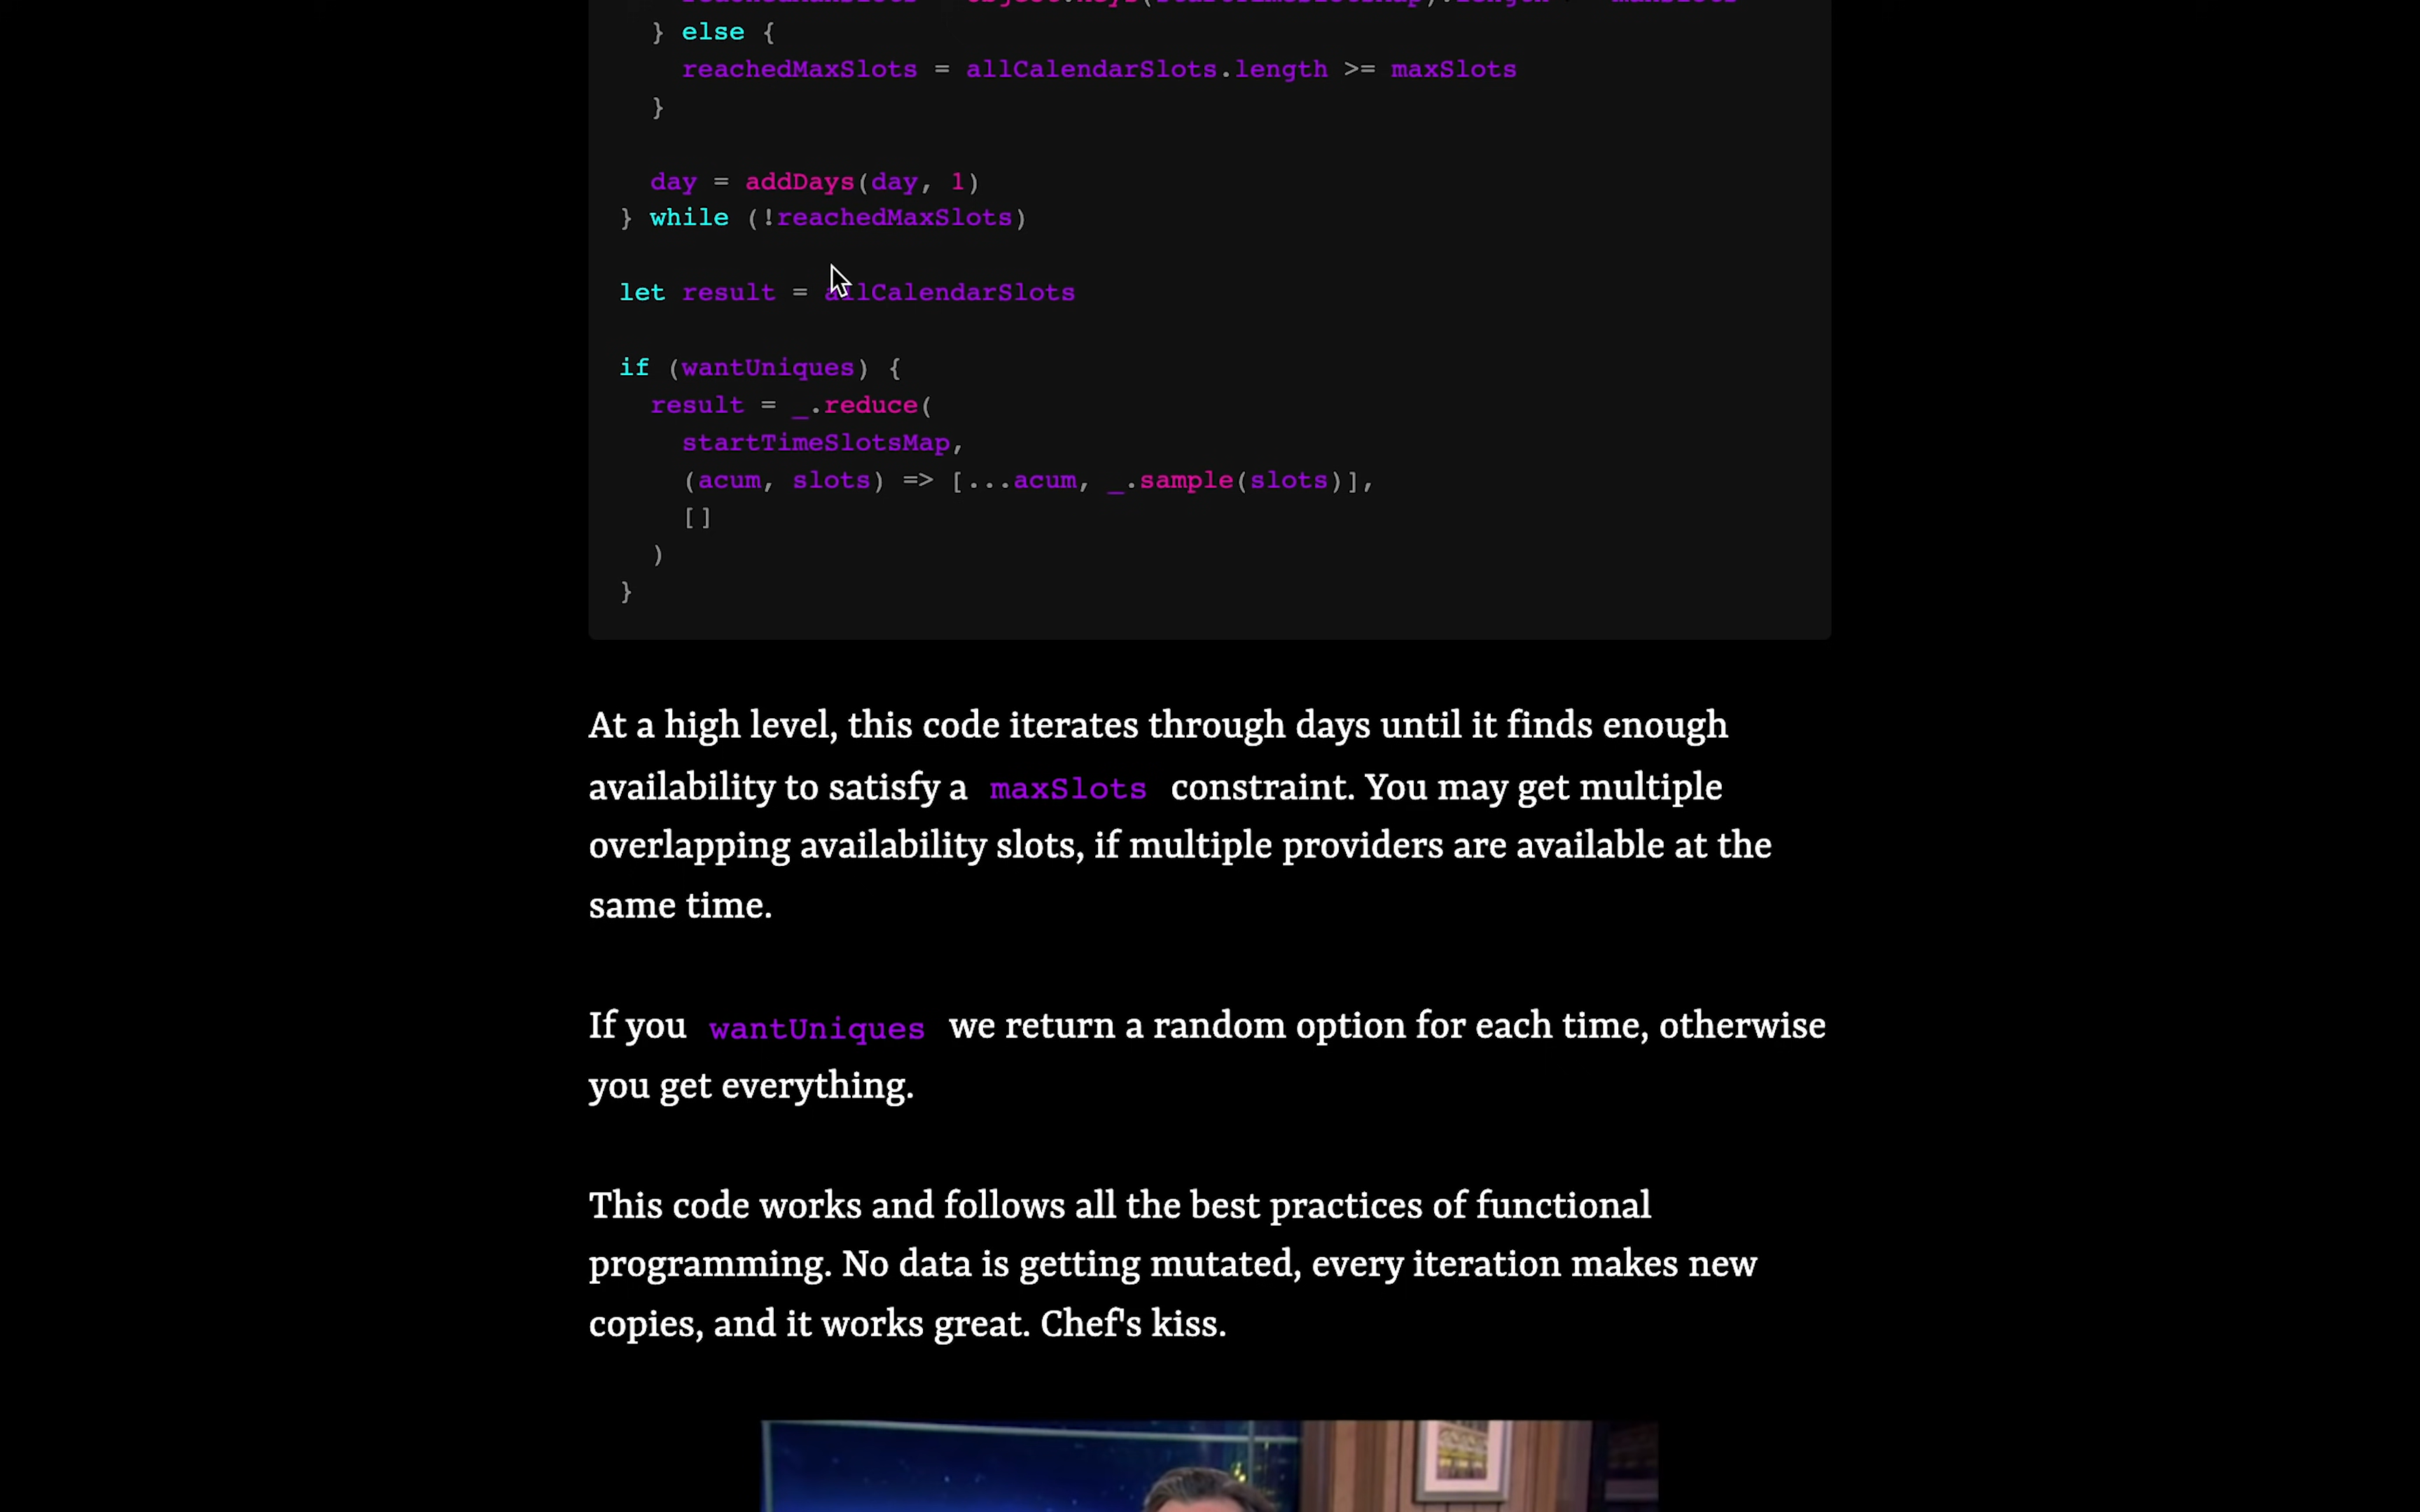 } else {
reachedMaxSlots = allCalendarSlots.length >= maxSlots
}
day = addDays(day, 1)
} while (!reachedMaxSlots)
let result = allCalendarSlots
if (wantUniques) {
result = _.reduce(
startTimeSlotsMap,
(acum, slots) => [...acum, _.sample(slots)],
[]
)
}
At a high level, this code iterates through days until it finds enough
availability to satisfy a maxSlots constraint. You may get multiple
overlapping availability slots, if multiple providers are available at the
same time.
If you wantUniques we return a random option for each time, otherwise
you get everything.
This code works and follows all the best practices of functional
programming. No data is getting mutated, every iteration makes new
copies, and it works great. Chef's kiss.